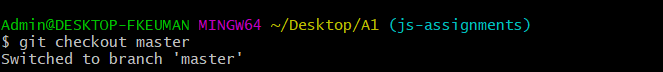 Admin@DESKTOP-FKEUMAN MINGW64 ~/Desktop/A1 (js-assignments)
$ git checkout master
Switched to branch 'master'